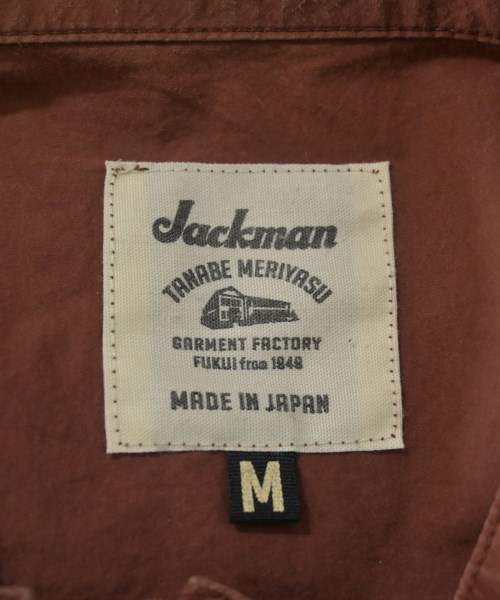 Jackman
TANABE MERIYASU
GARMENT FACTORY
FUKUI from 1949
MADE IN JAPAN
M